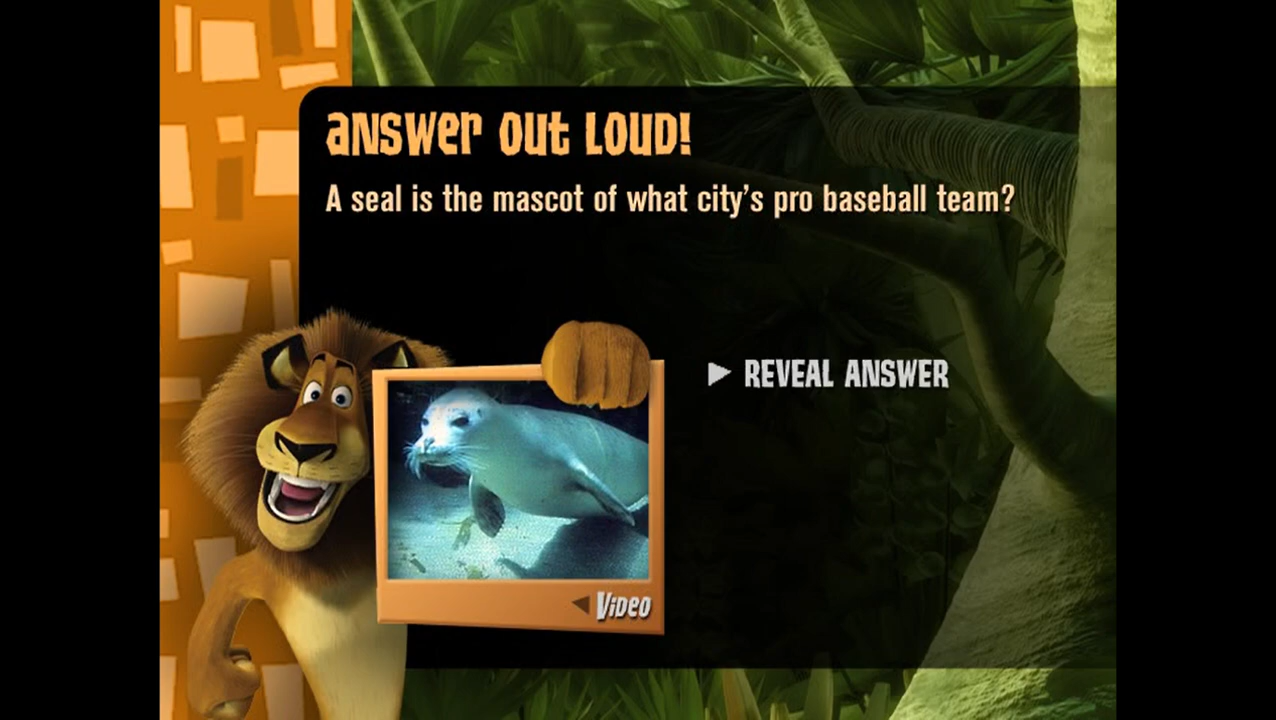 ANSWER OUT LOUD!
A seal is the mascot of what city's pro baseball team?
REVEAL ANSWER
VIDEO